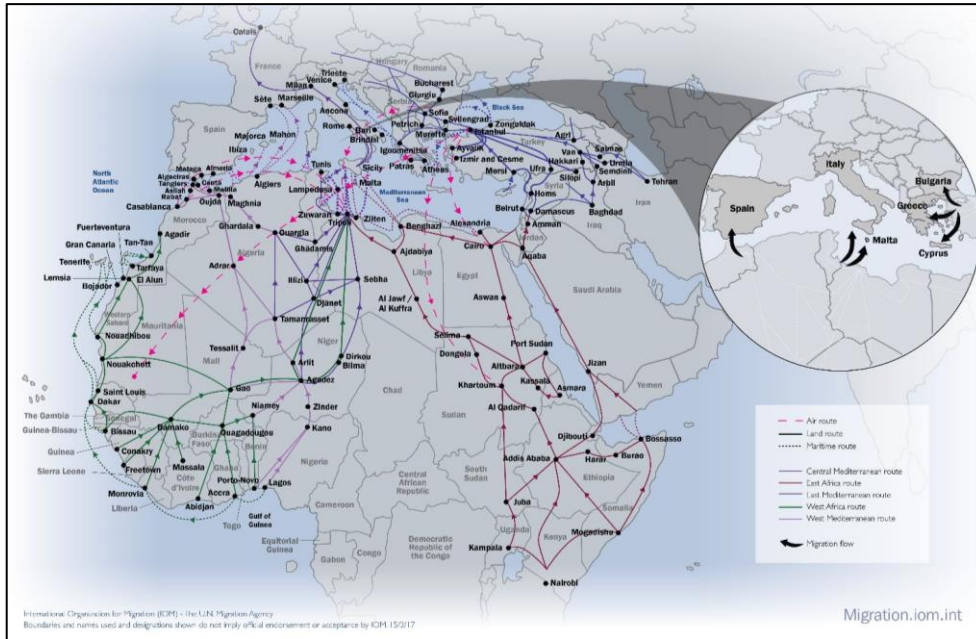 Calais
France
Hungary
Romania
Trieste
Venice
Milan
Bucharest
Giurgiu
Serbia
Sète
Marseille
Ancona
Sofia
Black Sea
Svilengrad
Zonguldak
Istanbul
Spain
Majorca
Mahon
Ibiza
Rome
Bari
Brindisi
Petrich
Igoumenitsa
Ayvalik
Izmir and Cesme
Patras
Athens
Turkey
Agri
Van
Salmas
Urmia
Hakkari
Ufra
Silopi
Arbil
Tehran
North
Atlantic
Ocean
Malaga
Almeria
Algeciras
Tangiers
Ceuta
Asilah
Melilla
Rabat
Oujda
Casablanca
Maghnia
Algiers
Tunis
Sicily
Lampedusa
Malta
Mediterranean
Sea
Syria
Homs
Beirut
Damascus
Baghdad
Iran
Iraq
Morocco
Zuwaran
Tripoli
Zilten
Benghazi
Alexandria
Amman
Jordan
Cairo
Aqaba
Fuerteventura
Agadir
Gran Canaria
Tan-Tan
Tenerife
Tarfaya
Lemsia
El Aiun
Bojador
Ghardala
Ouargla
Ghadamis
Algeria
Adrar
Illizi
Sebha
Djanet
Tamanrasset
Ajdabiya
Libya
Egypt
Al Jawf /
Al Kuffra
Aswan
Saudi Arabia
Western
Sahara
Mauritania
Nouadhibou
Nouakchott
Mali
Tessalit
Niger
Arlit
Dirkou
Bilma
Agadez
Chad
Selima
Dongola
Port Sudan
Altbara
Khartoum
Kassala
Asmara
Jizan
Yemen
Saint Louis
Dakar
The Gambia
Senegal
Guinea-Bissau
Bissau
Gao
Niamey
Zinder
Kano
Bamako
Ouagadougou
Burkina
Faso
Benin
Guinea
Conakry
Sierra Leone
Freetown
Massala
Côte
d'Ivoire
Ghana
Porto-Novo
Lagos
Nigeria
Monrovia
Liberia
Abidjan
Accra
Togo
Gulf of
Guinea
Sudan
Al Qadarif
Djibouti
Bossasso
Addis Ababa
Harar
Burao
Ethiopia
South
Sudan
Central
African
Republic
Cameroon
Equitorial
Guinea
Gabon
Congo
Democratic
Republic of
the Congo
Juba
Uganda
Kenya
Somalia
Mogadishu
Kampala
Nairobi
Italy
Spain
Bulgaria
Greece
Malta
Cyprus
Air route
Land route
Maritime route
Central Mediterranean route
East Africa route
East Mediterranean route
West Africa route
West Mediterranean route
Migration flow
International Organization for Migration (IOM) - The U.N. Migration Agency
Boundaries and names used and designations shown do not imply official endorsement or acceptance by IOM. 15/2/17
Migration.iom.int